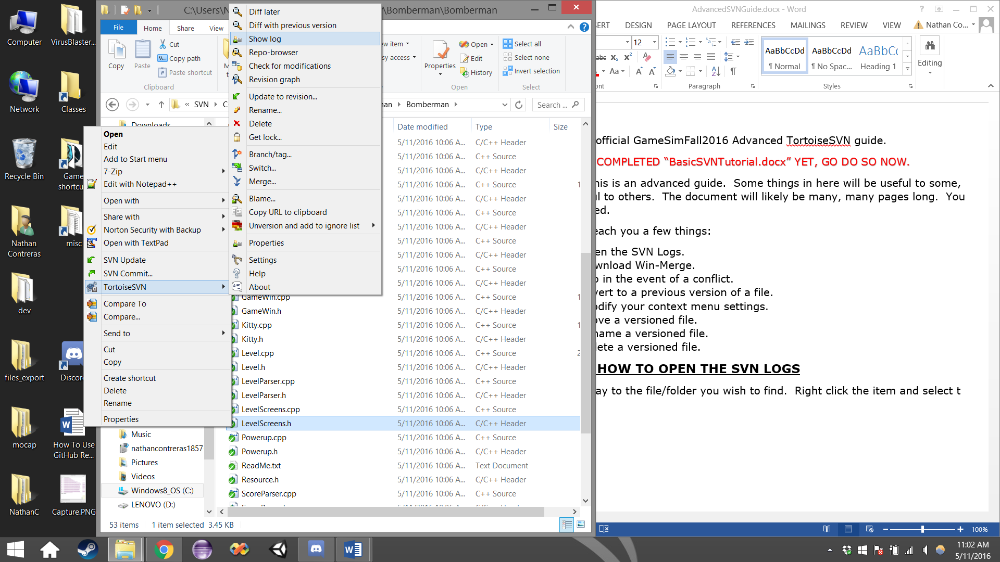 Computer
VirusBlaster...
Network
Classes
Recycle Bin
Game
shortcu
Nathan
Contreras
misc
dev
files_export
Discor
mocap
How To Use
GitHub Re...
NathanC
Capture.PNG
C:\Users\N
\Bomberman\Bomberman
File
Home
Share
View
Copy
Paste
Cut
Copy path
Paste shortcut
Clipboard
ew item
sy access
Properties
Open
Edit
History
Open
Select all
Select none
Invert selection
Select
« SVN
C
nan
Bomberman
Search ...
Downloads
Date modified
Type
Size
Open
Edit
Add to Start menu
7-Zip
Edit with Notepad++
Open with
Share with
Norton Security with Backup
Open with TextPad
SVN Update
SVN Commit...
TortoiseSVN
Compare To
Compare...
Send to
Cut
Copy
Create shortcut
Delete
Rename
Properties
Diff later
Diff with previous version
Show log
Repo-browser
Check for modifications
Revision graph
Update to revision...
Rename...
Delete
Get lock...
Branch/tag...
Switch...
Merge...
Blame...
Copy URL to clipboard
Unversion and add to ignore list
Properties
Settings
Help
About
5/11/2016 10:06 A... C/C++ Header
5/11/2016 10:06 A... C++ Source
5/11/2016 10:06 A... C/C++ Header
5/11/2016 10:06 A... C++ Source 1
5/11/2016 10:06 A... C/C++ Header
5/11/2016 10:06 A... C++ Source
5/11/2016 10:06 A... C/C++ Header
5/11/2016 10:06 A... C++ Source
5/11/2016 10:06 A... C/C++ Header
5/11/2016 10:06 A... C++ Source
5/11/2016 10:06 A... C/C++ Header
GameWin.cpp 5/11/2016 10:06 A... C++ Source 1
GameWin.h 5/11/2016 10:06 A... C/C++ Header
Kitty.cpp 5/11/2016 10:06 A... C++ Source 1
Kitty.h 5/11/2016 10:06 A... C/C++ Header
Level.cpp 5/11/2016 10:06 A... C++ Source 2
Level.h 5/11/2016 10:06 A... C/C++ Header
LevelParser.cpp 5/11/2016 10:06 A... C++ Source
LevelParser.h 5/11/2016 10:06 A... C/C++ Header
LevelScreens.cpp 5/11/2016 10:06 A... C++ Source
LevelScreens.h 5/11/2016 10:06 A... C/C++ Header
Powerup.cpp 5/11/2016 10:06 A... C++ Source
Powerup.h 5/11/2016 10:06 A... C/C++ Header
ReadMe.txt 5/11/2016 10:06 A... Text Document
Resource.h 5/11/2016 10:06 A... C/C++ Header
ScoreParser.cpp 5/11/2016 10:06 A... C++ Source
Music
nathancontreras1857
Pictures
Videos
Windows8_OS (C:)
LENOVO (D:)
53 items
1 item selected 3.45 KB
AdvancedSVNGuide.docx - Word
ERT
DESIGN
PAGE LAYOUT
REFERENCES
MAILINGS
REVIEW
VIEW
Nathan Co...
12
abc X₂ X²
Aa
ont
Paragraph
AaBbCcDd
¶ Normal
AaBbCcDd
¶ No Spac...
AaBbCc
Heading 1
Styles
Editing
official GameSimFall2016 Advanced TortoiseSVN guide.
COMPLETED “BasicSVNTutorial.docx” YET, GO DO SO NOW.
his is an advanced guide. Some things in here will be useful to some,
ul to others. The document will likely be many, many pages long. You
ed.
each you a few things:
en the SVN Logs.
wnload Win-Merge.
o in the event of a conflict.
vert to a previous version of a file.
odify your context menu settings.
ove a versioned file.
name a versioned file.
lete a versioned file.
HOW TO OPEN THE SVN LOGS
ay to the file/folder you wish to find. Right click the item and select t
100%
11:02 AM
5/11/2016